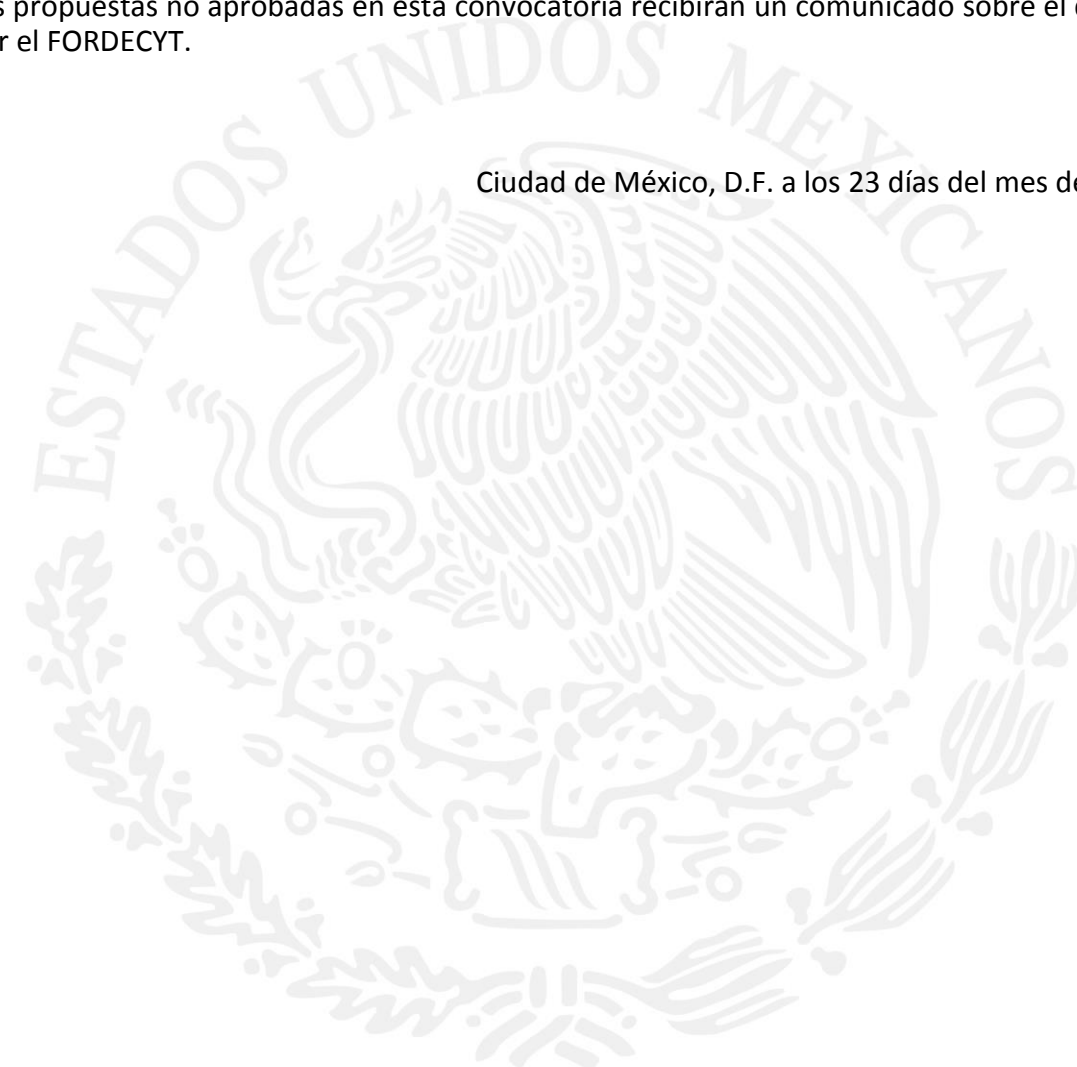 s propuestas no aprobadas en esta convocatoria recibirán un comunicado sobre el
r el FORDECYT.
Ciudad de México, D.F. a los 23 días del mes de
ESTADOS UNIDOS MEXICANOS